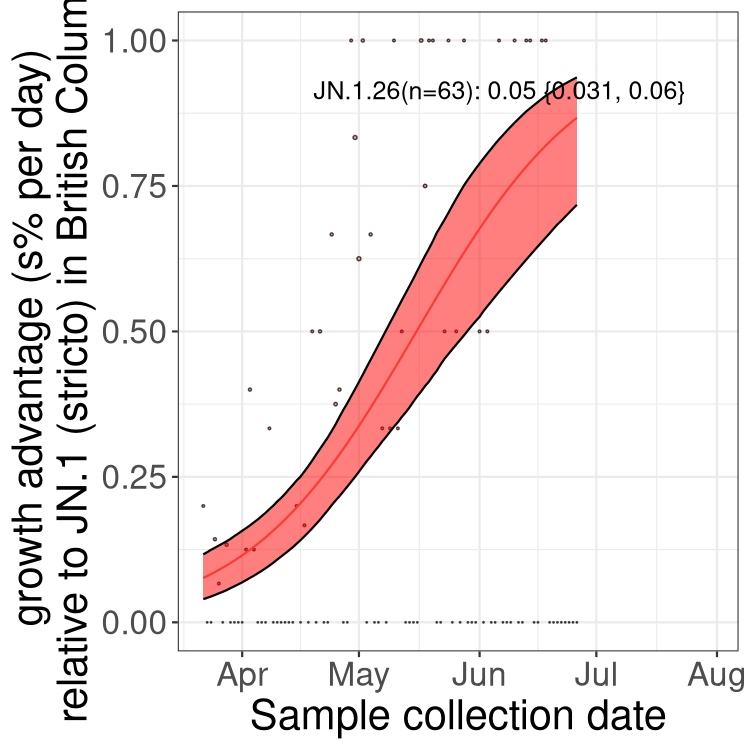 growth advantage (s% per day)
relative to JN.1 (stricto) in British Colum
1.00
0.75
0.50
0.25
0.00
JN.1.26(n=63): 0.05 {0.031, 0.06}
Apr May Jun Jul Aug
Sample collection date